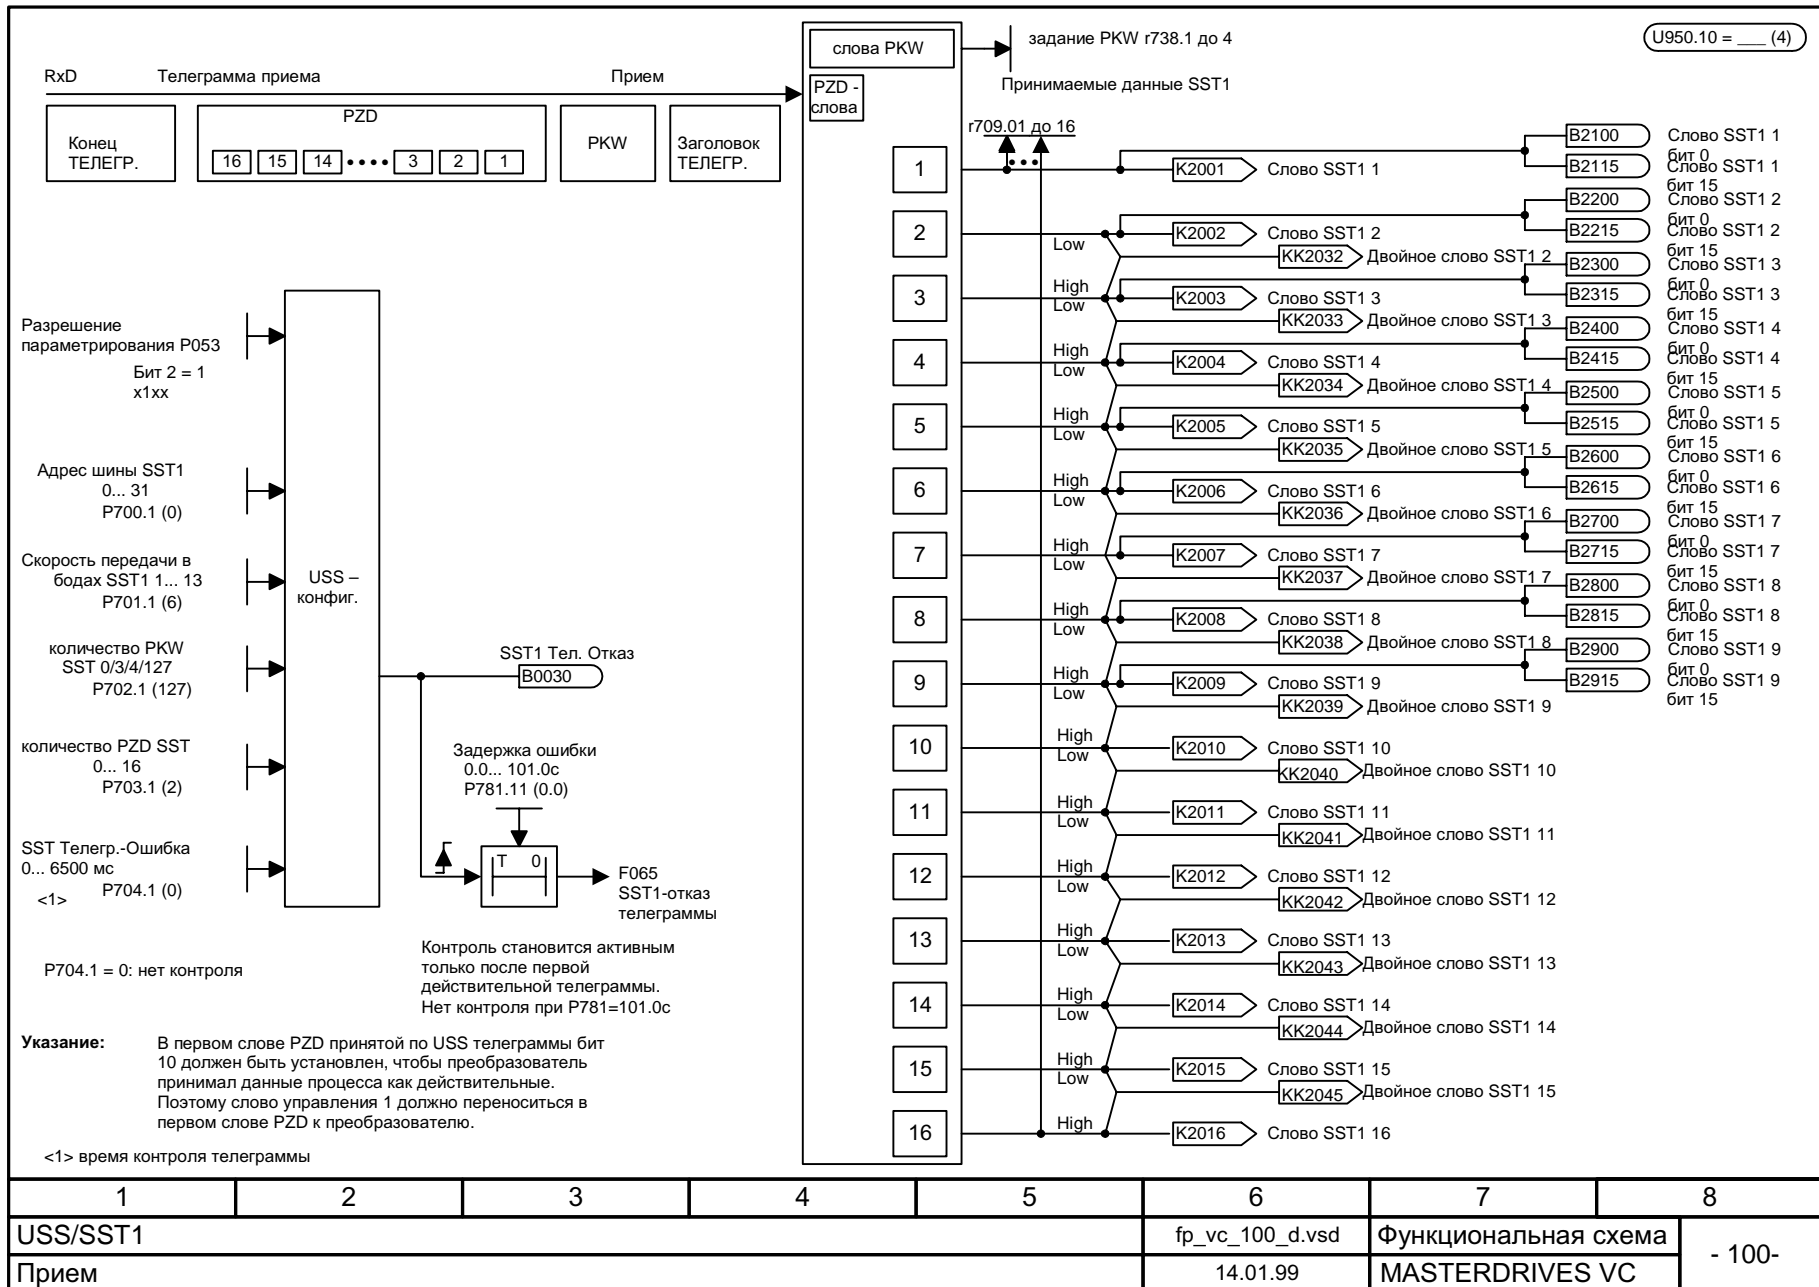 слова PKW
задание PKW r738.1 до 4
U950.10 = ___ (4)
RxD
Телеграмма приема
Прием
PZD -
слова
Принимаемые данные SST1
Конец
ТЕЛЕГР.
PZD
16 15 14 •••• 3 2 1
PKW
Заголовок
ТЕЛЕГР.
r709.01 до 16
1
K2001
Слово SST1 1
B2100
Слово SST1 1
бит 0
B2115
Слово SST1 1
бит 15
2
Low
K2002
Слово SST1 2
KK2032
Двойное слово SST1 2
B2200
Слово SST1 2
бит 0
B2215
Слово SST1 2
бит 15
3
High
Low
K2003
Слово SST1 3
KK2033
Двойное слово SST1 3
B2300
Слово SST1 3
бит 0
B2315
Слово SST1 3
бит 15
4
High
Low
K2004
Слово SST1 4
KK2034
Двойное слово SST1 4
B2400
Слово SST1 4
бит 0
B2415
Слово SST1 4
бит 15
5
High
Low
K2005
Слово SST1 5
KK2035
Двойное слово SST1 5
B2500
Слово SST1 5
бит 0
B2515
Слово SST1 5
бит 15
6
High
Low
K2006
Слово SST1 6
KK2036
Двойное слово SST1 6
B2600
Слово SST1 6
бит 0
B2615
Слово SST1 6
бит 15
7
High
Low
K2007
Слово SST1 7
KK2037
Двойное слово SST1 7
B2700
Слово SST1 7
бит 0
B2715
Слово SST1 7
бит 15
8
High
Low
K2008
Слово SST1 8
KK2038
Двойное слово SST1 8
B2800
Слово SST1 8
бит 0
B2815
Слово SST1 8
бит 15
9
High
Low
K2009
Слово SST1 9
KK2039
Двойное слово SST1 9
B2900
Слово SST1 9
бит 0
B2915
Слово SST1 9
бит 15
10
High
Low
K2010
Слово SST1 10
KK2040
Двойное слово SST1 10
11
High
Low
K2011
Слово SST1 11
KK2041
Двойное слово SST1 11
12
High
Low
K2012
Слово SST1 12
KK2042
Двойное слово SST1 12
13
High
Low
K2013
Слово SST1 13
KK2043
Двойное слово SST1 13
14
High
Low
K2014
Слово SST1 14
KK2044
Двойное слово SST1 14
15
High
Low
K2015
Слово SST1 15
KK2045
Двойное слово SST1 15
16
High
K2016
Слово SST1 16
Разрешение
параметрирования P053
Бит 2 = 1
x1xx
Адрес шины SST1
0... 31
P700.1 (0)
Скорость передачи в
бодах SST1 1... 13
P701.1 (6)
количество PKW
SST 0/3/4/127
P702.1 (127)
количество PZD SST
0... 16
P703.1 (2)
SST Телегр.-Ошибка
0... 6500 мс
P704.1 (0)
<1>
USS –
конфиг.
SST1 Тел. Отказ
B0030
Задержка ошибки
0.0... 101.0с
P781.11 (0.0)
T 0
F065
SST1-отказ
телеграммы
P704.1 = 0: нет контроля
Контроль становится активным
только после первой
действительной телеграммы.
Нет контроля при P781=101.0с
Указание:
В первом слове PZD принятой по USS телеграммы бит
10 должен быть установлен, чтобы преобразователь
принимал данные процесса как действительные.
Поэтому слово управления 1 должно переноситься в
первом слове PZD к преобразователю.
<1> время контроля телеграммы
1 2 3 4 5 6 7 8
USS/SST1
fp_vc_100_d.vsd
Функциональная схема
- 100-
Прием
14.01.99
MASTERDRIVES VC